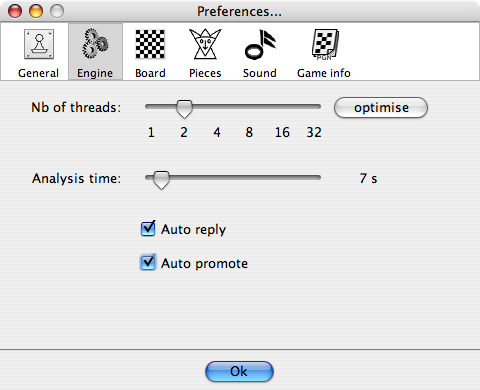 Preferences...
General Engine Board Pieces Sound Game info
PGN
Nb of threads: optimise
1 2 4 8 16 32
Analysis time: 7 s
Auto reply
Auto promote
Ok